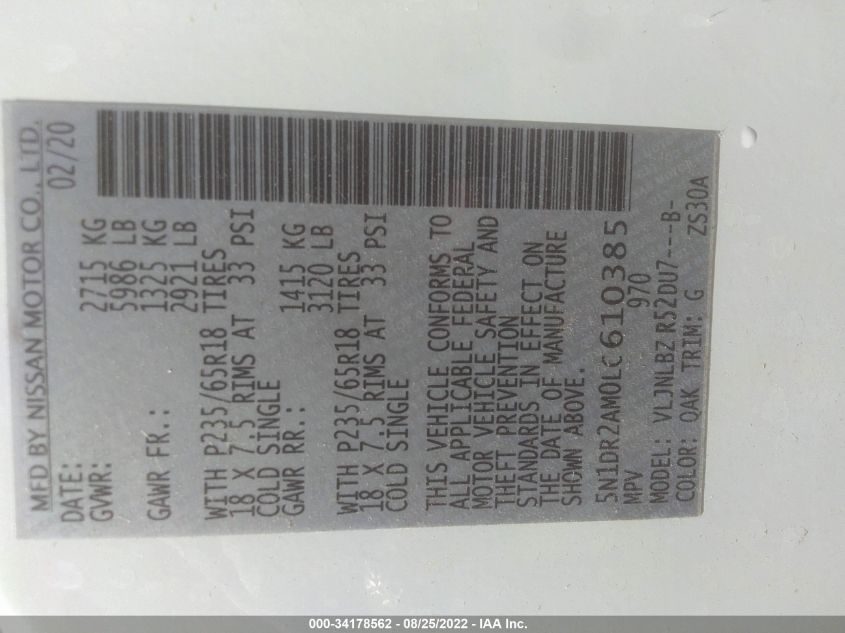 MFD BY NISSAN MOTOR CO., LTD.
DATE: 02/20
GVWR: 2715 KG
5986 LB
GAWR FR.: 1325 KG
2921 LB
WITH P235/65R18 TIRES
18 X 7.5 RIMS AT 33 PSI
COLD SINGLE
GAWR RR.: 1415 KG
3120 LB
WITH P235/65R18 TIRES
18 X 7.5 RIMS AT 33 PSI
COLD SINGLE
THIS VEHICLE CONFORMS TO
ALL APPLICABLE FEDERAL
MOTOR VEHICLE SAFETY AND
THEFT PREVENTION
STANDARDS IN EFFECT ON
THE DATE OF MANUFACTURE
SHOWN ABOVE.
5N1DR2AM0LC610385
MPV 970
MODEL: VLJNLBZ R52DU7---B-
COLOR: QAK TRIM: G ZS30A
000-34178562 - 08/25/2022 - IAA Inc.